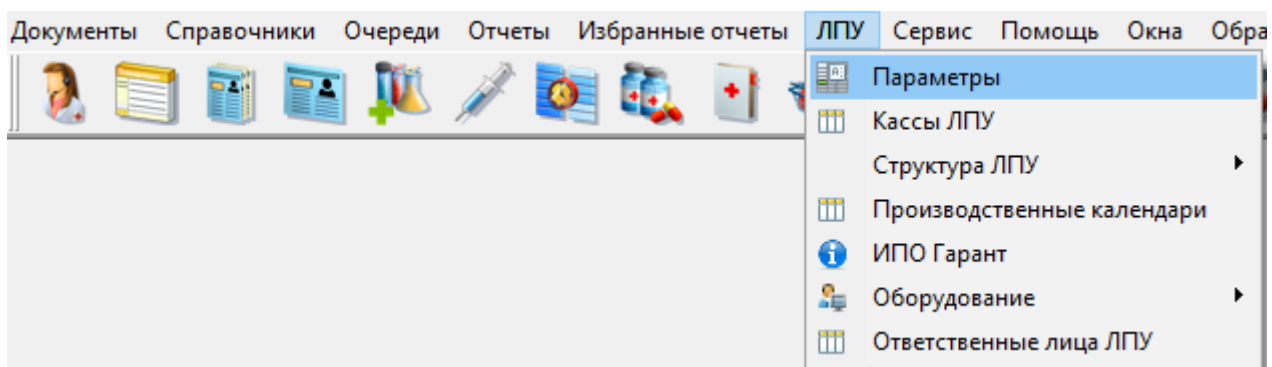 Документы Справочники Очереди Отчеты Избранные отчеты ЛПУ Сервис Помощь Окна Обра
Параметры
Кассы ЛПУ
Структура ЛПУ
Производственные календари
ИПО Гарант
Оборудование
Ответственные лица ЛПУ